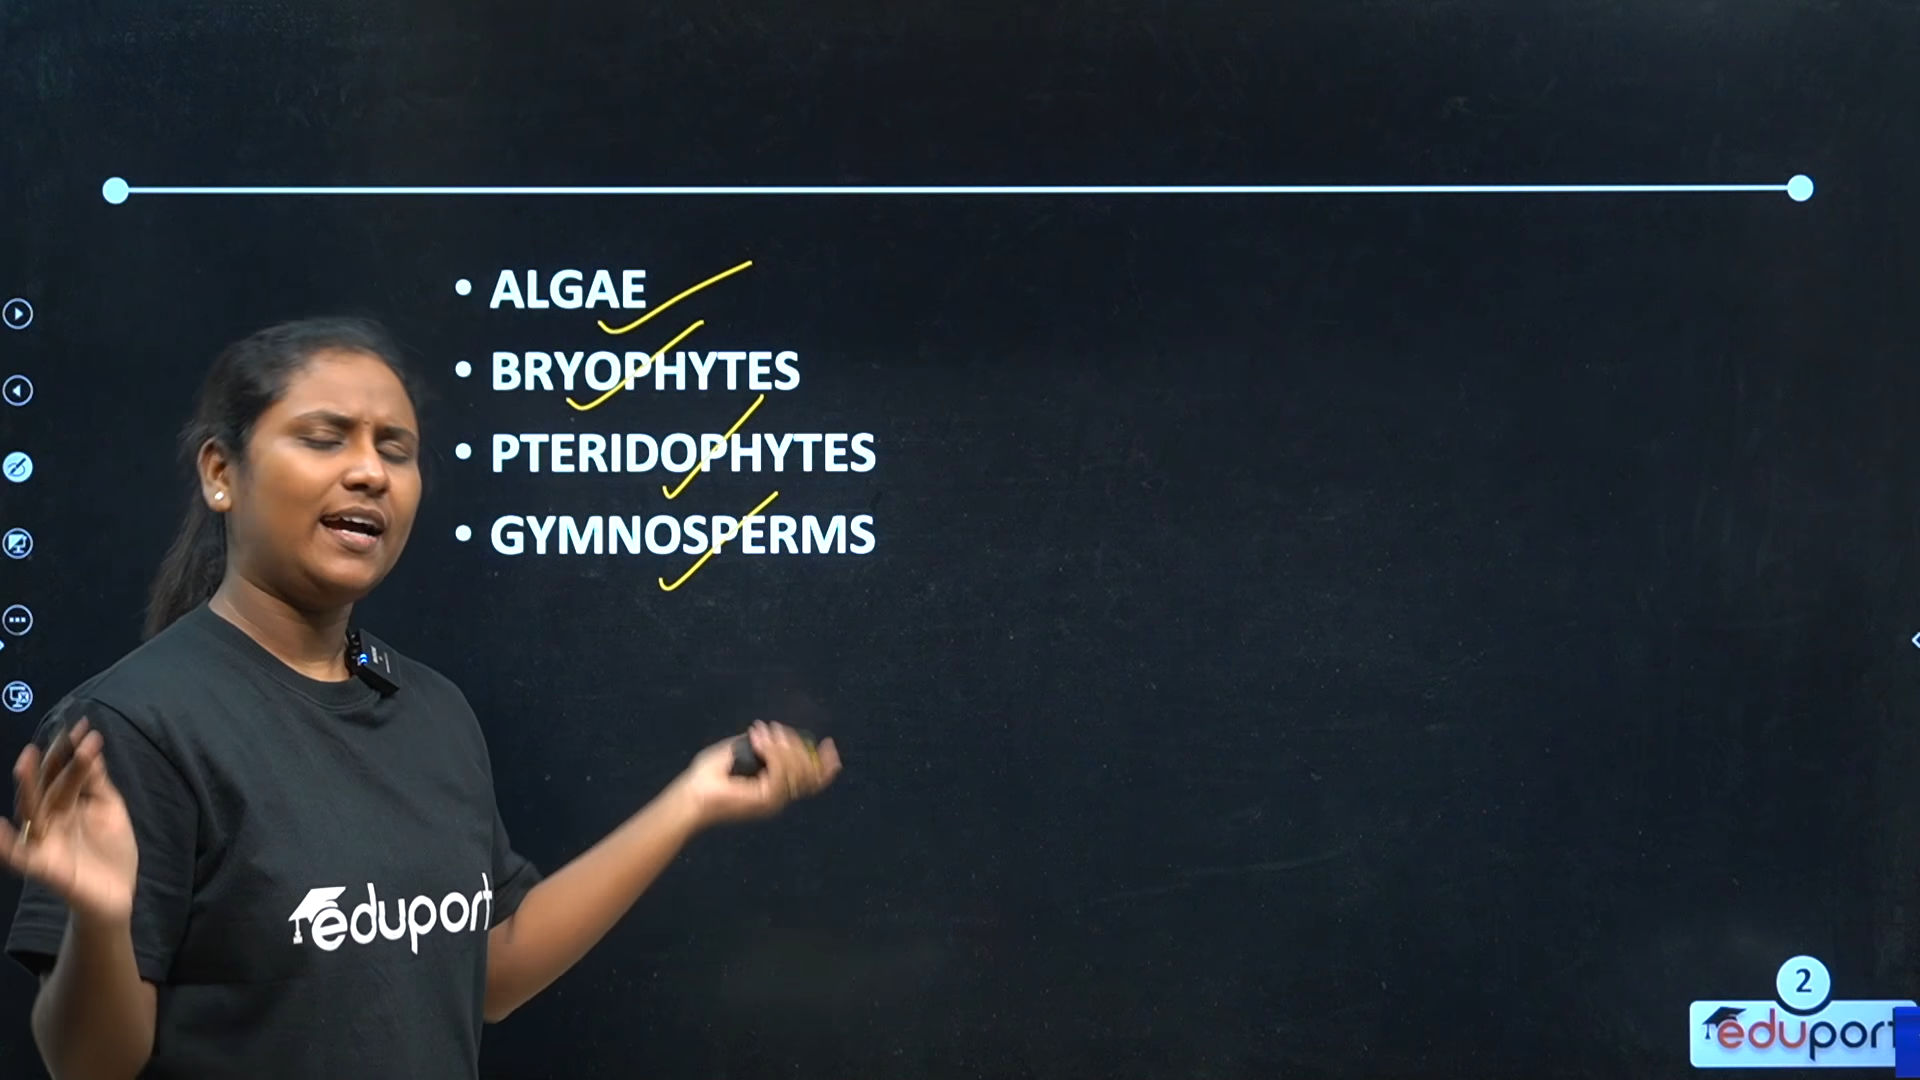 • ALGAE
• BRYOPHYTES
• PTERIDOPHYTES
• GYMNOSPERMS
eduport
2
eduport